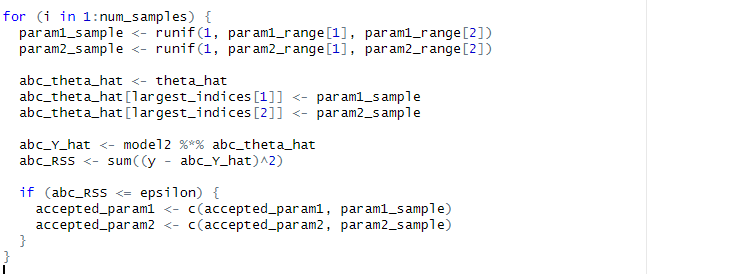 for (i in 1:num_samples) {
  param1_sample <- runif(1, param1_range[1], param1_range[2])
  param2_sample <- runif(1, param2_range[1], param2_range[2])

  abc_theta_hat <- theta_hat
  abc_theta_hat[largest_indices[1]] <- param1_sample
  abc_theta_hat[largest_indices[2]] <- param2_sample

  abc_Y_hat <- model2 %*% abc_theta_hat
  abc_RSS <- sum((y - abc_Y_hat)^2)

  if (abc_RSS <= epsilon) {
    accepted_param1 <- c(accepted_param1, param1_sample)
    accepted_param2 <- c(accepted_param2, param2_sample)
  }
}